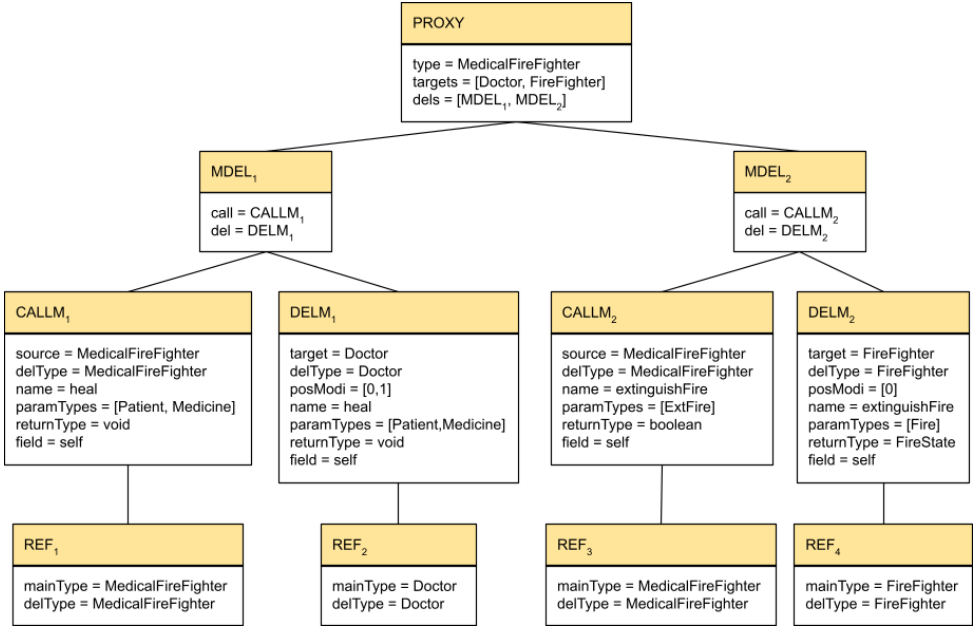 PROXY
type = MedicalFireFighter
targets = [Doctor, FireFighter]
dels = [MDEL₁, MDEL₂]
MDEL₁
call = CALLM₁
del = DELM₁
MDEL₂
call = CALLM₂
del = DELM₂
CALLM₁
source = MedicalFireFighter
delType = MedicalFireFighter
name = heal
paramTypes = [Patient, Medicine]
returnType = void
field = self
DELM₁
target = Doctor
delType = Doctor
posModi = [0,1]
name = heal
paramTypes = [Patient,Medicine]
returnType = void
field = self
CALLM₂
source = MedicalFireFighter
delType = MedicalFireFighter
name = extinguishFire
paramTypes = [ExtFire]
returnType = boolean
field = self
DELM₂
target = FireFighter
delType = FireFighter
posModi = [0]
name = extinguishFire
paramTypes = [Fire]
returnType = FireState
field = self
REF₁
mainType = MedicalFireFighter
delType = MedicalFireFighter
REF₂
mainType = Doctor
delType = Doctor
REF₃
mainType = MedicalFireFighter
delType = MedicalFireFighter
REF₄
mainType = FireFighter
delType = FireFighter